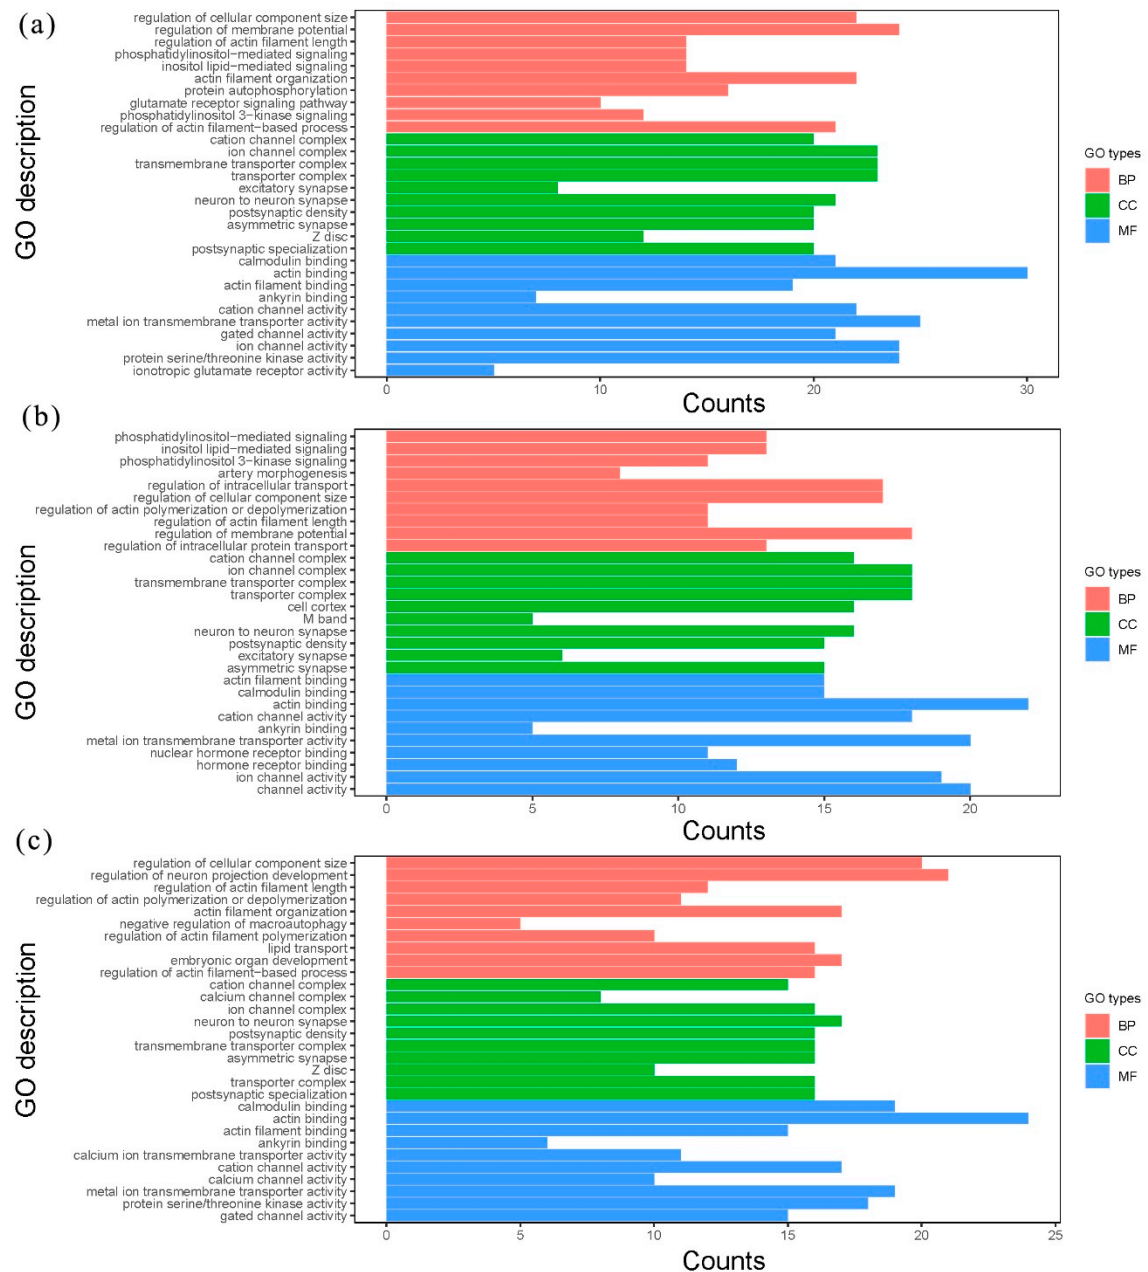 (a)
GO description
regulation of cellular component size
regulation of membrane potential
regulation of actin filament length
phosphatidylinositol−mediated signaling
inositol lipid−mediated signaling
actin filament organization
protein autophosphorylation
glutamate receptor signaling pathway
phosphatidylinositol 3−kinase signaling
regulation of actin filament−based process
cation channel complex
ion channel complex
transmembrane transporter complex
transporter complex
excitatory synapse
neuron to neuron synapse
postsynaptic density
asymmetric synapse
Z disc
postsynaptic specialization
calmodulin binding
actin binding
actin filament binding
ankyrin binding
cation channel activity
metal ion transmembrane transporter activity
gated channel activity
ion channel activity
protein serine/threonine kinase activity
ionotropic glutamate receptor activity
0 10 20 30
Counts
GO types
BP
CC
MF
(b)
GO description
phosphatidylinositol−mediated signaling
inositol lipid−mediated signaling
phosphatidylinositol 3−kinase signaling
artery morphogenesis
regulation of intracellular transport
regulation of cellular component size
regulation of actin polymerization or depolymerization
regulation of actin filament length
regulation of membrane potential
regulation of intracellular protein transport
cation channel complex
ion channel complex
transmembrane transporter complex
transporter complex
cell cortex
M band
neuron to neuron synapse
postsynaptic density
excitatory synapse
asymmetric synapse
actin filament binding
calmodulin binding
actin binding
cation channel activity
ankyrin binding
metal ion transmembrane transporter activity
nuclear hormone receptor binding
hormone receptor binding
ion channel activity
channel activity
0 5 10 15 20
Counts
GO types
BP
CC
MF
(c)
GO description
regulation of cellular component size
regulation of neuron projection development
regulation of actin filament length
regulation of actin polymerization or depolymerization
actin filament organization
negative regulation of macroautophagy
regulation of actin filament polymerization
lipid transport
embryonic organ development
regulation of actin filament−based process
cation channel complex
calcium channel complex
ion channel complex
neuron to neuron synapse
postsynaptic density
transmembrane transporter complex
asymmetric synapse
Z disc
transporter complex
postsynaptic specialization
calmodulin binding
actin binding
actin filament binding
ankyrin binding
calcium ion transmembrane transporter activity
cation channel activity
calcium channel activity
metal ion transmembrane transporter activity
protein serine/threonine kinase activity
gated channel activity
0 5 10 15 20 25
Counts
GO types
BP
CC
MF